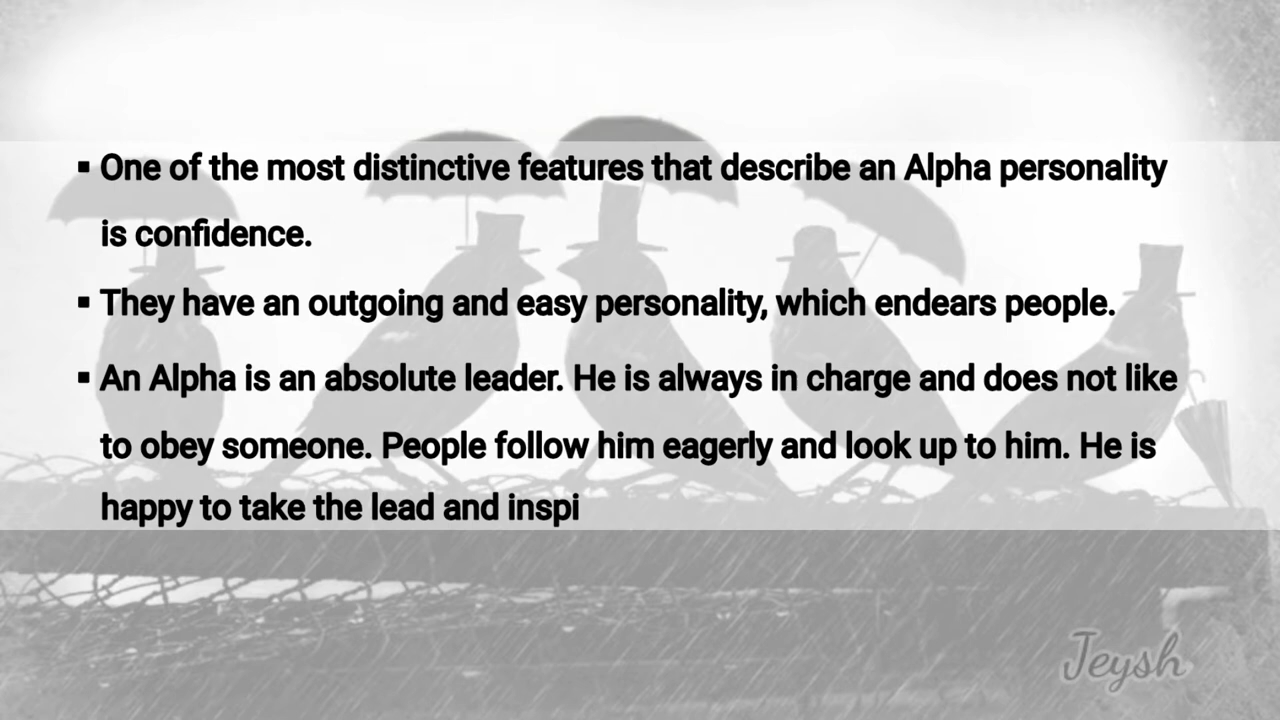 ▪ One of the most distinctive features that describe an Alpha personality
is confidence.
▪ They have an outgoing and easy personality, which endears people.
▪ An Alpha is an absolute leader. He is always in charge and does not like
to obey someone. People follow him eagerly and look up to him. He is
happy to take the lead and inspi
Jeysh